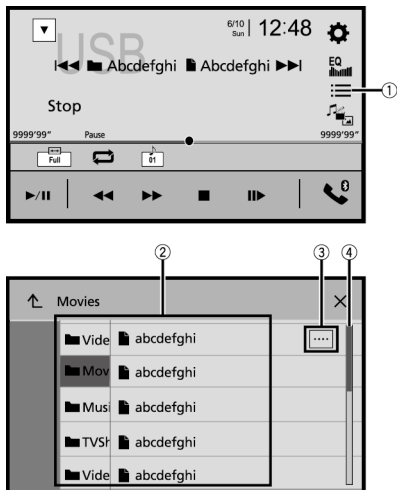 ▼ USB 6/10 Sun 12:48
Abcdefghi Abcdefghi
EQ
Stop
①
9999'99" Pause 9999'99"
Full 01
② ③ ④
Movies ×
Vide abcdefghi ....
Mov abcdefghi
Musi abcdefghi
TVSh abcdefghi
Vide abcdefghi